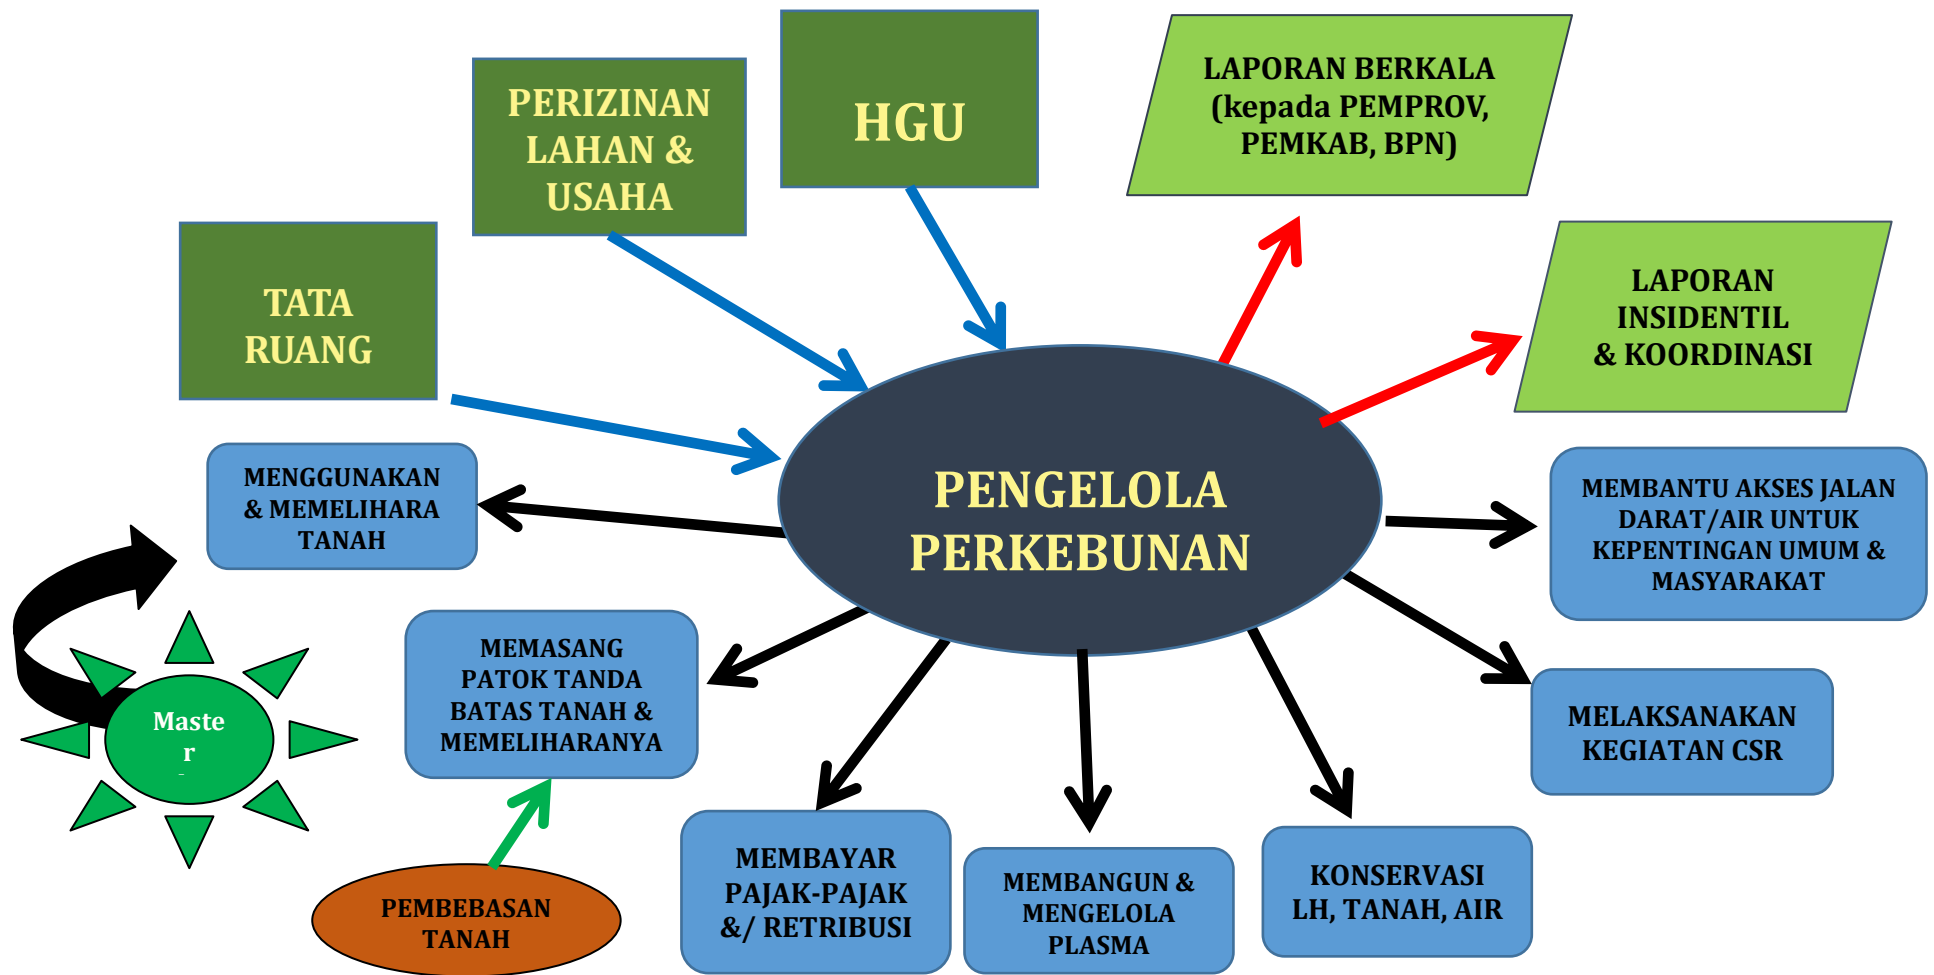 PERIZINAN
LAHAN &
USAHA
HGU
LAPORAN BERKALA
(kepada PEMPROV,
PEMKAB, BPN)
TATA
RUANG
LAPORAN
INSIDENTIL
& KOORDINASI
PENGELOLA
PERKEBUNAN
MENGGUNAKAN
& MEMELIHARA
TANAH
MEMBANTU AKSES JALAN
DARAT/AIR UNTUK
KEPENTINGAN UMUM &
MASYARAKAT
MEMASANG
PATOK TANDA
BATAS TANAH &
MEMELIHARANYA
Maste
r
MELAKSANAKAN
KEGIATAN CSR
PEMBEBASAN
TANAH
MEMBAYAR
PAJAK-PAJAK
&/ RETRIBUSI
MEMBANGUN &
MENGELOLA
PLASMA
KONSERVASI
LH, TANAH, AIR